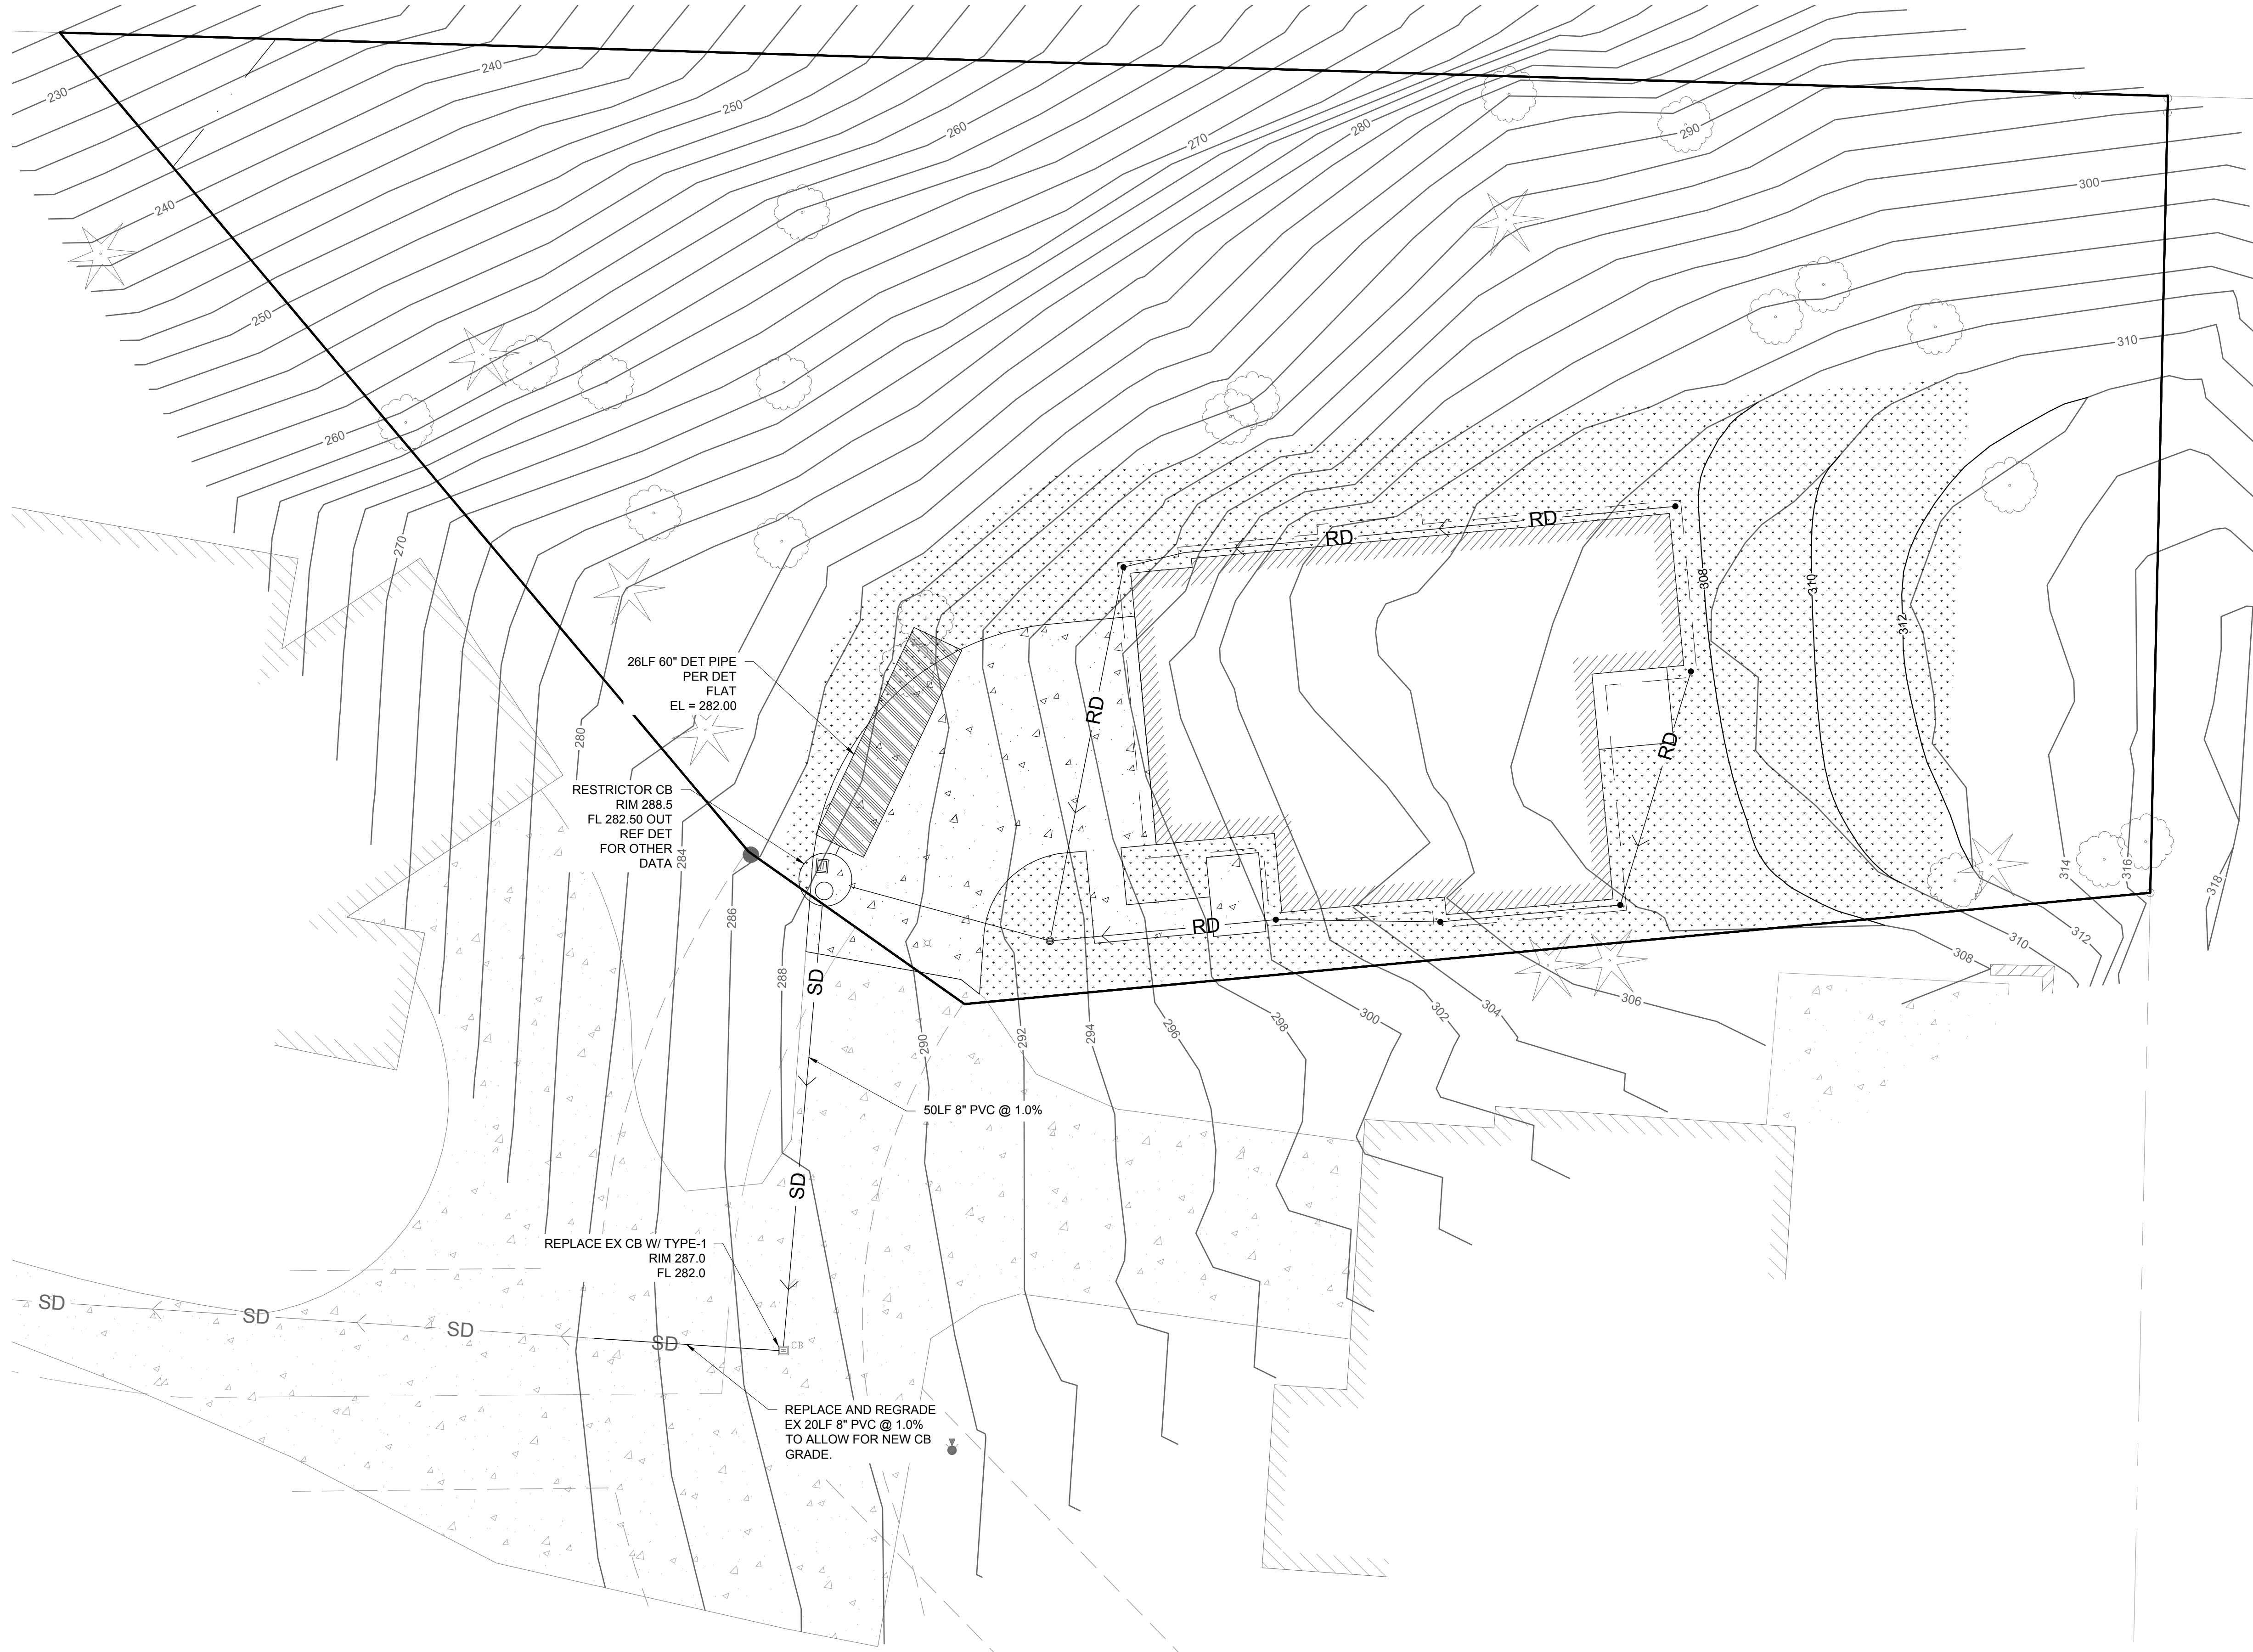 240
230
250
260
270
280
290
300
240
250
260
310
270
RD
RD
308
310
312
26LF 60" DET PIPE
PER DET
FLAT
EL = 282.00
RD
RD
280
RESTRICTOR CB
RIM 288.5
FL 282.50 OUT
REF DET
FOR OTHER
DATA
284
286
288
SD
RD
314
316
318
312
310
308
306
304
302
300
298
296
294
292
290
50LF 8" PVC @ 1.0%
SD
REPLACE EX CB W/ TYPE-1
RIM 287.0
FL 282.0
SD
SD
SD
SD
CB
REPLACE AND REGRADE
EX 20LF 8" PVC @ 1.0%
TO ALLOW FOR NEW CB
GRADE.